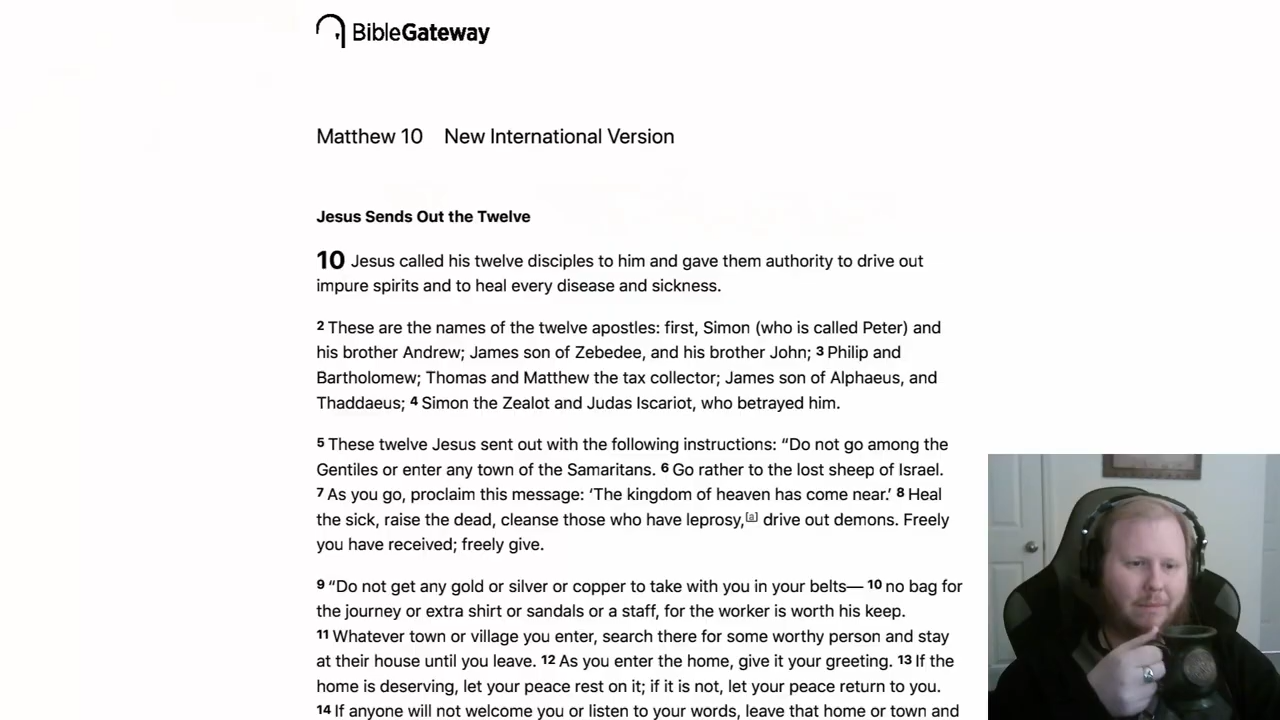 BibleGateway
Matthew 10 New International Version
Jesus Sends Out the Twelve
10 Jesus called his twelve disciples to him and gave them authority to drive out
impure spirits and to heal every disease and sickness.
2 These are the names of the twelve apostles: first, Simon (who is called Peter) and
his brother Andrew; James son of Zebedee, and his brother John; 3 Philip and
Bartholomew; Thomas and Matthew the tax collector; James son of Alphaeus, and
Thaddaeus; 4 Simon the Zealot and Judas Iscariot, who betrayed him.
5 These twelve Jesus sent out with the following instructions: “Do not go among the
Gentiles or enter any town of the Samaritans. 6 Go rather to the lost sheep of Israel.
7 As you go, proclaim this message: ‘The kingdom of heaven has come near.’ 8 Heal
the sick, raise the dead, cleanse those who have leprosy,[a] drive out demons. Freely
you have received; freely give.
9 “Do not get any gold or silver or copper to take with you in your belts— 10 no bag for
the journey or extra shirt or sandals or a staff, for the worker is worth his keep.
11 Whatever town or village you enter, search there for some worthy person and stay
at their house until you leave. 12 As you enter the home, give it your greeting. 13 If the
home is deserving, let your peace rest on it; if it is not, let your peace return to you.
14 If anyone will not welcome you or listen to your words, leave that home or town and